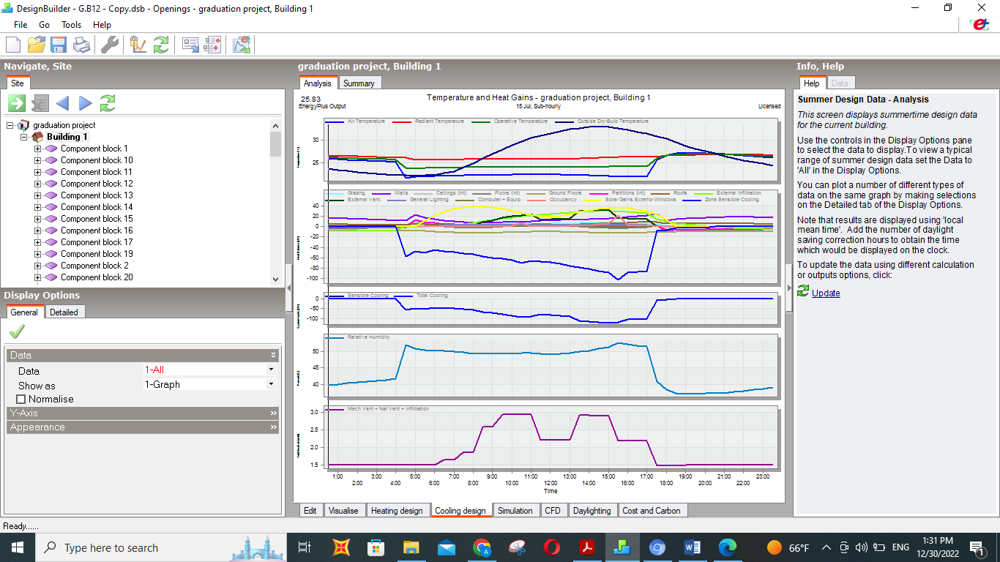 DesignBuilder - G.B12 - Copy.dsb - Openings - graduation project, Building 1
File Go Tools Help
Navigate, Site
Site
graduation project
Building 1
Component block 1
Component block 10
Component block 11
Component block 12
Component block 13
Component block 14
Component block 15
Component block 16
Component block 17
Component block 19
Component block 2
Component block 20
Display Options
General Detailed
Data
Data 1-All
Show as 1-Graph
Normalise
Y-Axis
Appearance
graduation project, Building 1
Analysis Summary
25.83
EnergyPlus Output
Temperature and Heat Gains - graduation project, Building 1
15 Jul, Sub-hourly
Licensed
Air Temperature Radiant Temperature Operative Temperature Outside Dry-Bulb Temperature
30
25
Glazing Walls Ceilings (int) Floors (int) Ground Floors Partitions (int) Roofs External Infiltration
External Vent. General Lighting Computer + Equip Occupancy Solar Gains Exterior Windows Zone Sensible Cooling
40
20
0
-20
-40
-60
-80
-100
Sensible Cooling Total Cooling
0
-50
-100
Relative Humidity
50
45
40
Mech Vent + Nat Vent + Infiltration
3.0
2.5
2.0
1.5
1:00 3:00 5:00 7:00 9:00 11:00 13:00 15:00 17:00 19:00 21:00 23:00
2:00 4:00 6:00 8:00 10:00 12:00 14:00 16:00 18:00 20:00 22:00
Time
Edit Visualise Heating design Cooling design Simulation CFD Daylighting Cost and Carbon
Info, Help
Help Data
Summer Design Data - Analysis
This screen displays summertime design data
for the current building.
Use the controls in the Display Options pane
to select the data to display.To view a typical
range of summer design data set the Data to
'All' in the Display Options.
You can plot a number of different types of
data on the same graph by making selections
on the Detailed tab of the Display Options.
Note that results are displayed using 'local
mean time'. Add the number of daylight
saving correction hours to obtain the time
which would be displayed on the clock.
To update the data using different calculation
or outputs options, click:
Update
Ready......
Type here to search
66°F
ENG
1:31 PM
12/30/2022
1